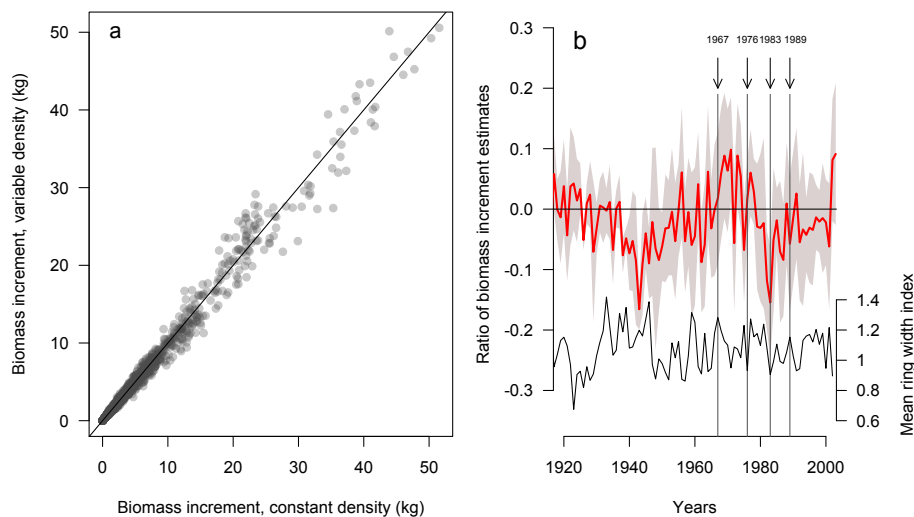 a
Biomass increment, variable density (kg)
50
40
30
20
10
0
0 10 20 30 40 50
Biomass increment, constant density (kg)
b
1967 1976 1983 1989
Ratio of biomass increment estimates
0.3
0.2
0.1
0.0
-0.1
-0.2
-0.3
1.4
1.2
1
0.8
0.6
Mean ring width index
1920 1940 1960 1980 2000
Years